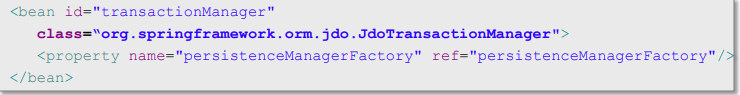 <bean id="transactionManager"
class=“org.springframework.orm.jdo.JdoTransactionManager">
<property name="persistenceManagerFactory" ref="persistenceManagerFactory"/>
</bean>